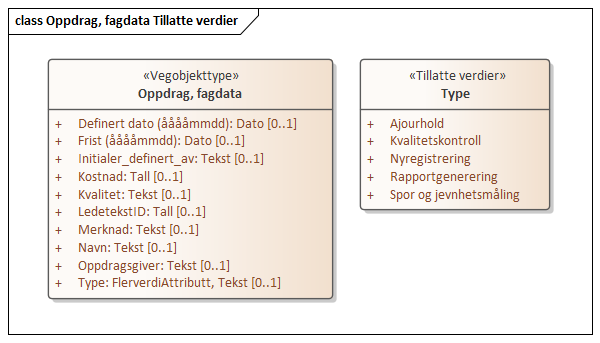 class Oppdrag, fagdata Tillatte verdier
«Vegobjekttype»
Oppdrag, fagdata
+ Definert dato (ååååmmdd): Dato [0..1]
+ Frist (ååååmmdd): Dato [0..1]
+ Initialer_definert_av: Tekst [0..1]
+ Kostnad: Tall [0..1]
+ Kvalitet: Tekst [0..1]
+ LedetekstID: Tall [0..1]
+ Merknad: Tekst [0..1]
+ Navn: Tekst [0..1]
+ Oppdragsgiver: Tekst [0..1]
+ Type: FlerverdiAttributt, Tekst [0..1]
«Tillatte verdier»
Type
+ Ajourhold
+ Kvalitetskontroll
+ Nyregistrering
+ Rapportgenerering
+ Spor og jevnhetsmåling